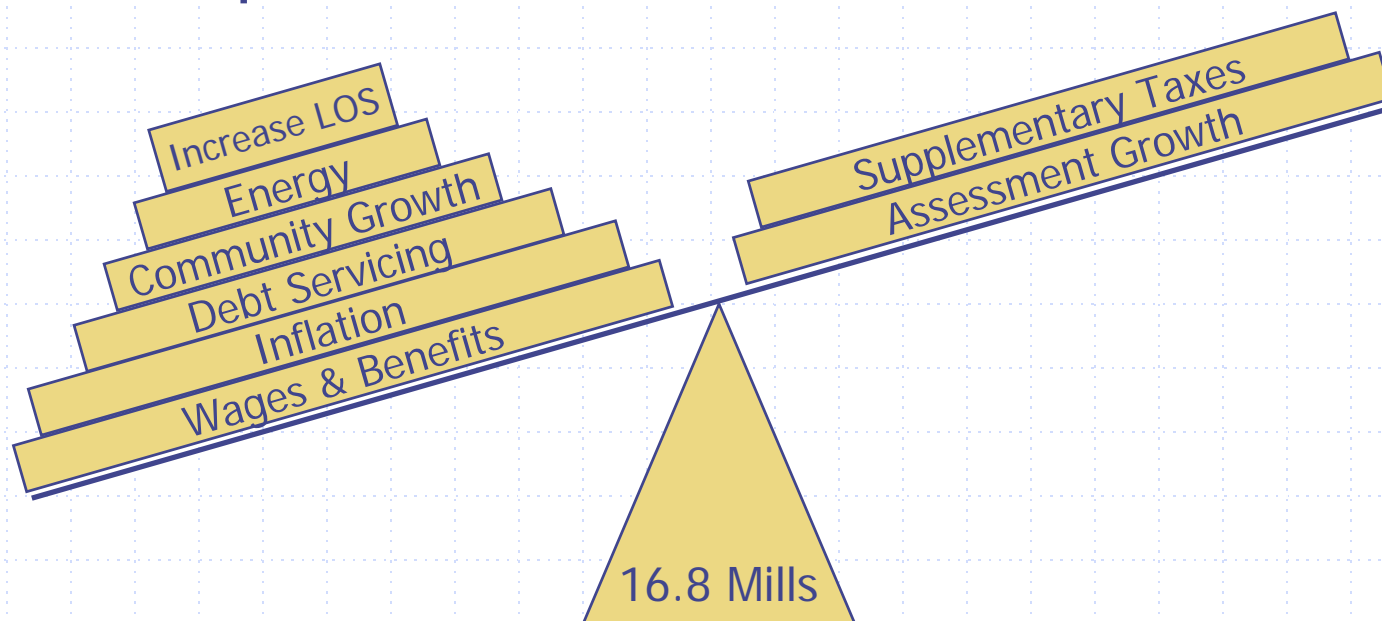 Increase LOS
Energy
Community Growth
Debt Servicing
Inflation
Wages & Benefits
Supplementary Taxes
Assessment Growth
16.8 Mills